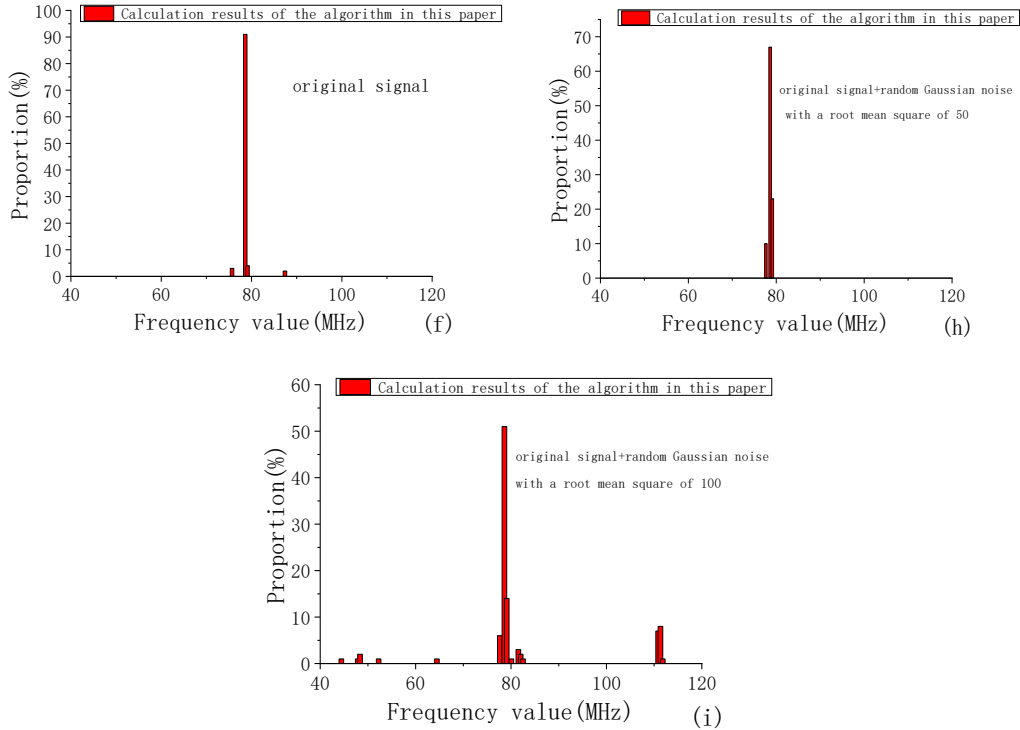 Calculation results of the algorithm in this paper
original signal
Proportion(%)
100
90
80
70
60
50
40
30
20
10
0
40 60 80 100 120
Frequency value(MHz) (f)
Calculation results of the algorithm in this paper
original signal+random Gaussian noise
with a root mean square of 50
Proportion(%)
70
60
50
40
30
20
10
0
40 60 80 100 120
Frequency value(MHz) (h)
Calculation results of the algorithm in this paper
original signal+random Gaussian noise
with a root mean square of 100
Proportion(%)
60
50
40
30
20
10
0
40 60 80 100 120
Frequency value(MHz) (i)